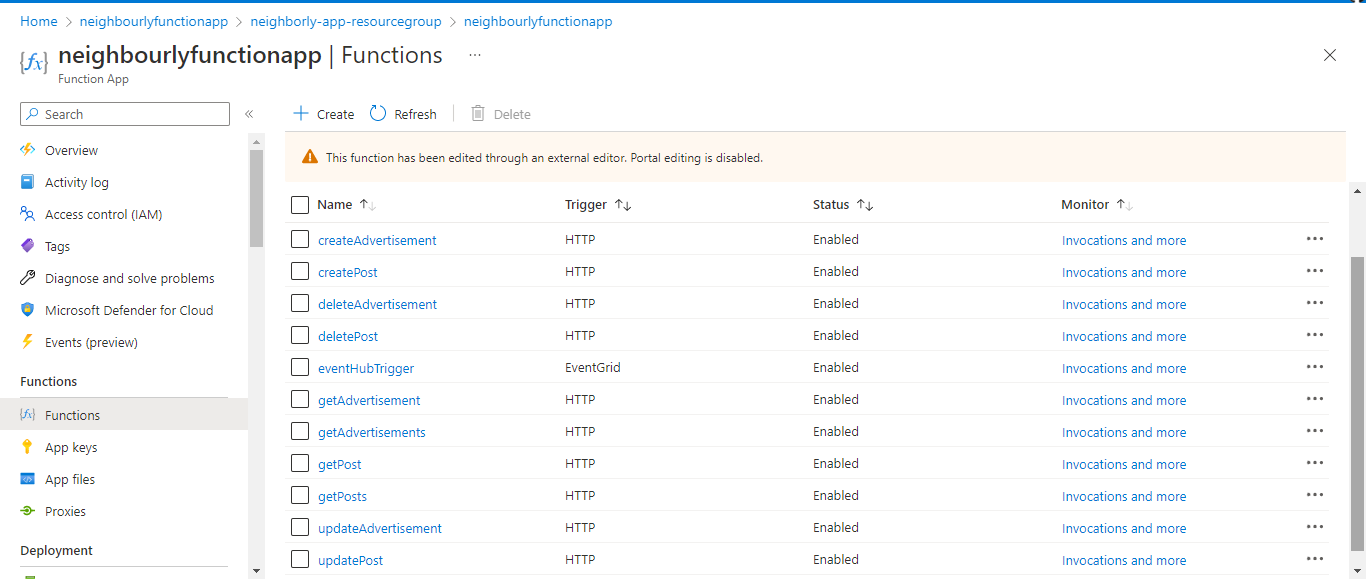 Home > neighbourlyfunctionapp > neighborly-app-resourcegroup > neighbourlyfunctionapp
neighbourlyfunctionapp | Functions ...
Function App
Search «
Overview
Activity log
Access control (IAM)
Tags
Diagnose and solve problems
Microsoft Defender for Cloud
Events (preview)
Functions
Functions
App keys
App files
Proxies
Deployment
Create Refresh Delete
This function has been edited through an external editor. Portal editing is disabled.
Name Trigger Status Monitor
createAdvertisement HTTP Enabled Invocations and more
createPost HTTP Enabled Invocations and more
deleteAdvertisement HTTP Enabled Invocations and more
deletePost HTTP Enabled Invocations and more
eventHubTrigger EventGrid Enabled Invocations and more
getAdvertisement HTTP Enabled Invocations and more
getAdvertisements HTTP Enabled Invocations and more
getPost HTTP Enabled Invocations and more
getPosts HTTP Enabled Invocations and more
updateAdvertisement HTTP Enabled Invocations and more
updatePost HTTP Enabled Invocations and more